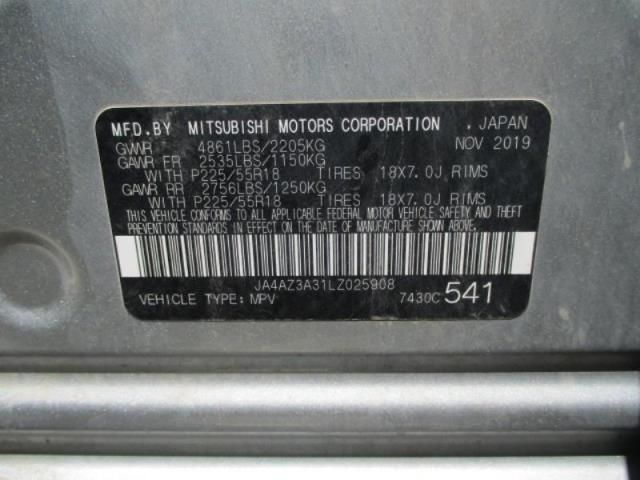 MFD.BY MITSUBISHI MOTORS CORPORATION . JAPAN
GVWR 4861LBS/2205KG NOV 2019
GAWR FR 2535LBS/1150KG
WITH P225/55R18 TIRES 18X7.0J RIMS
GAWR RR 2756LBS/1250KG
WITH P225/55R18 TIRES 18X7.0J RIMS
THIS VEHICLE CONFORMS TO ALL APPLICABLE FEDERAL MOTOR VEHICLE SAFETY AND THEFT
PREVENTION STANDARDS IN EFFECT ON THE DATE OF MANUFACTURE SHOWN ABOVE.
JA4AZ3A31LZ025908
VEHICLE TYPE: MPV 7430C 541